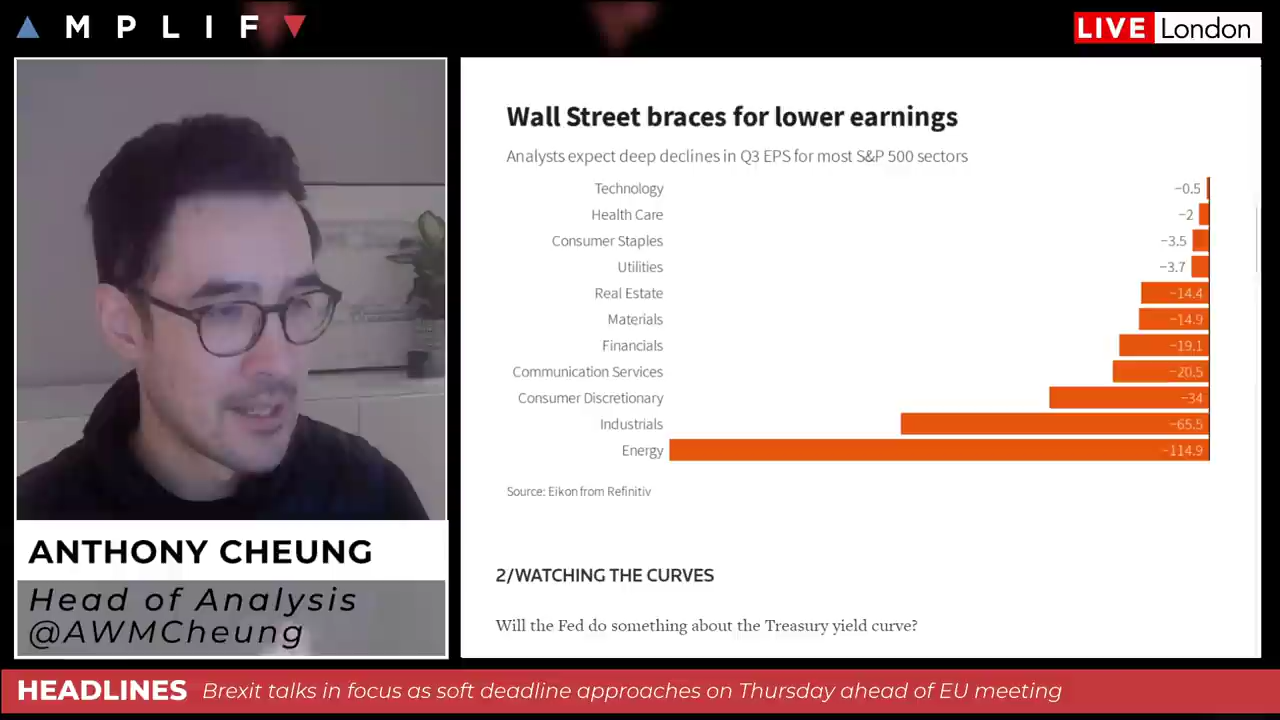 AMPLIFY
LIVE London
Wall Street braces for lower earnings
Analysts expect deep declines in Q3 EPS for most S&P 500 sectors
Technology −0.5
Health Care −2
Consumer Staples −3.5
Utilities −3.7
Real Estate −14.4
Materials −14.9
Financials −19.1
Communication Services −20.5
Consumer Discretionary −34
Industrials −65.5
Energy −114.9
Source: Eikon from Refinitiv
2/WATCHING THE CURVES
Will the Fed do something about the Treasury yield curve?
ANTHONY CHEUNG
Head of Analysis
@AWMCheung
HEADLINES Brexit talks in focus as soft deadline approaches on Thursday ahead of EU meeting